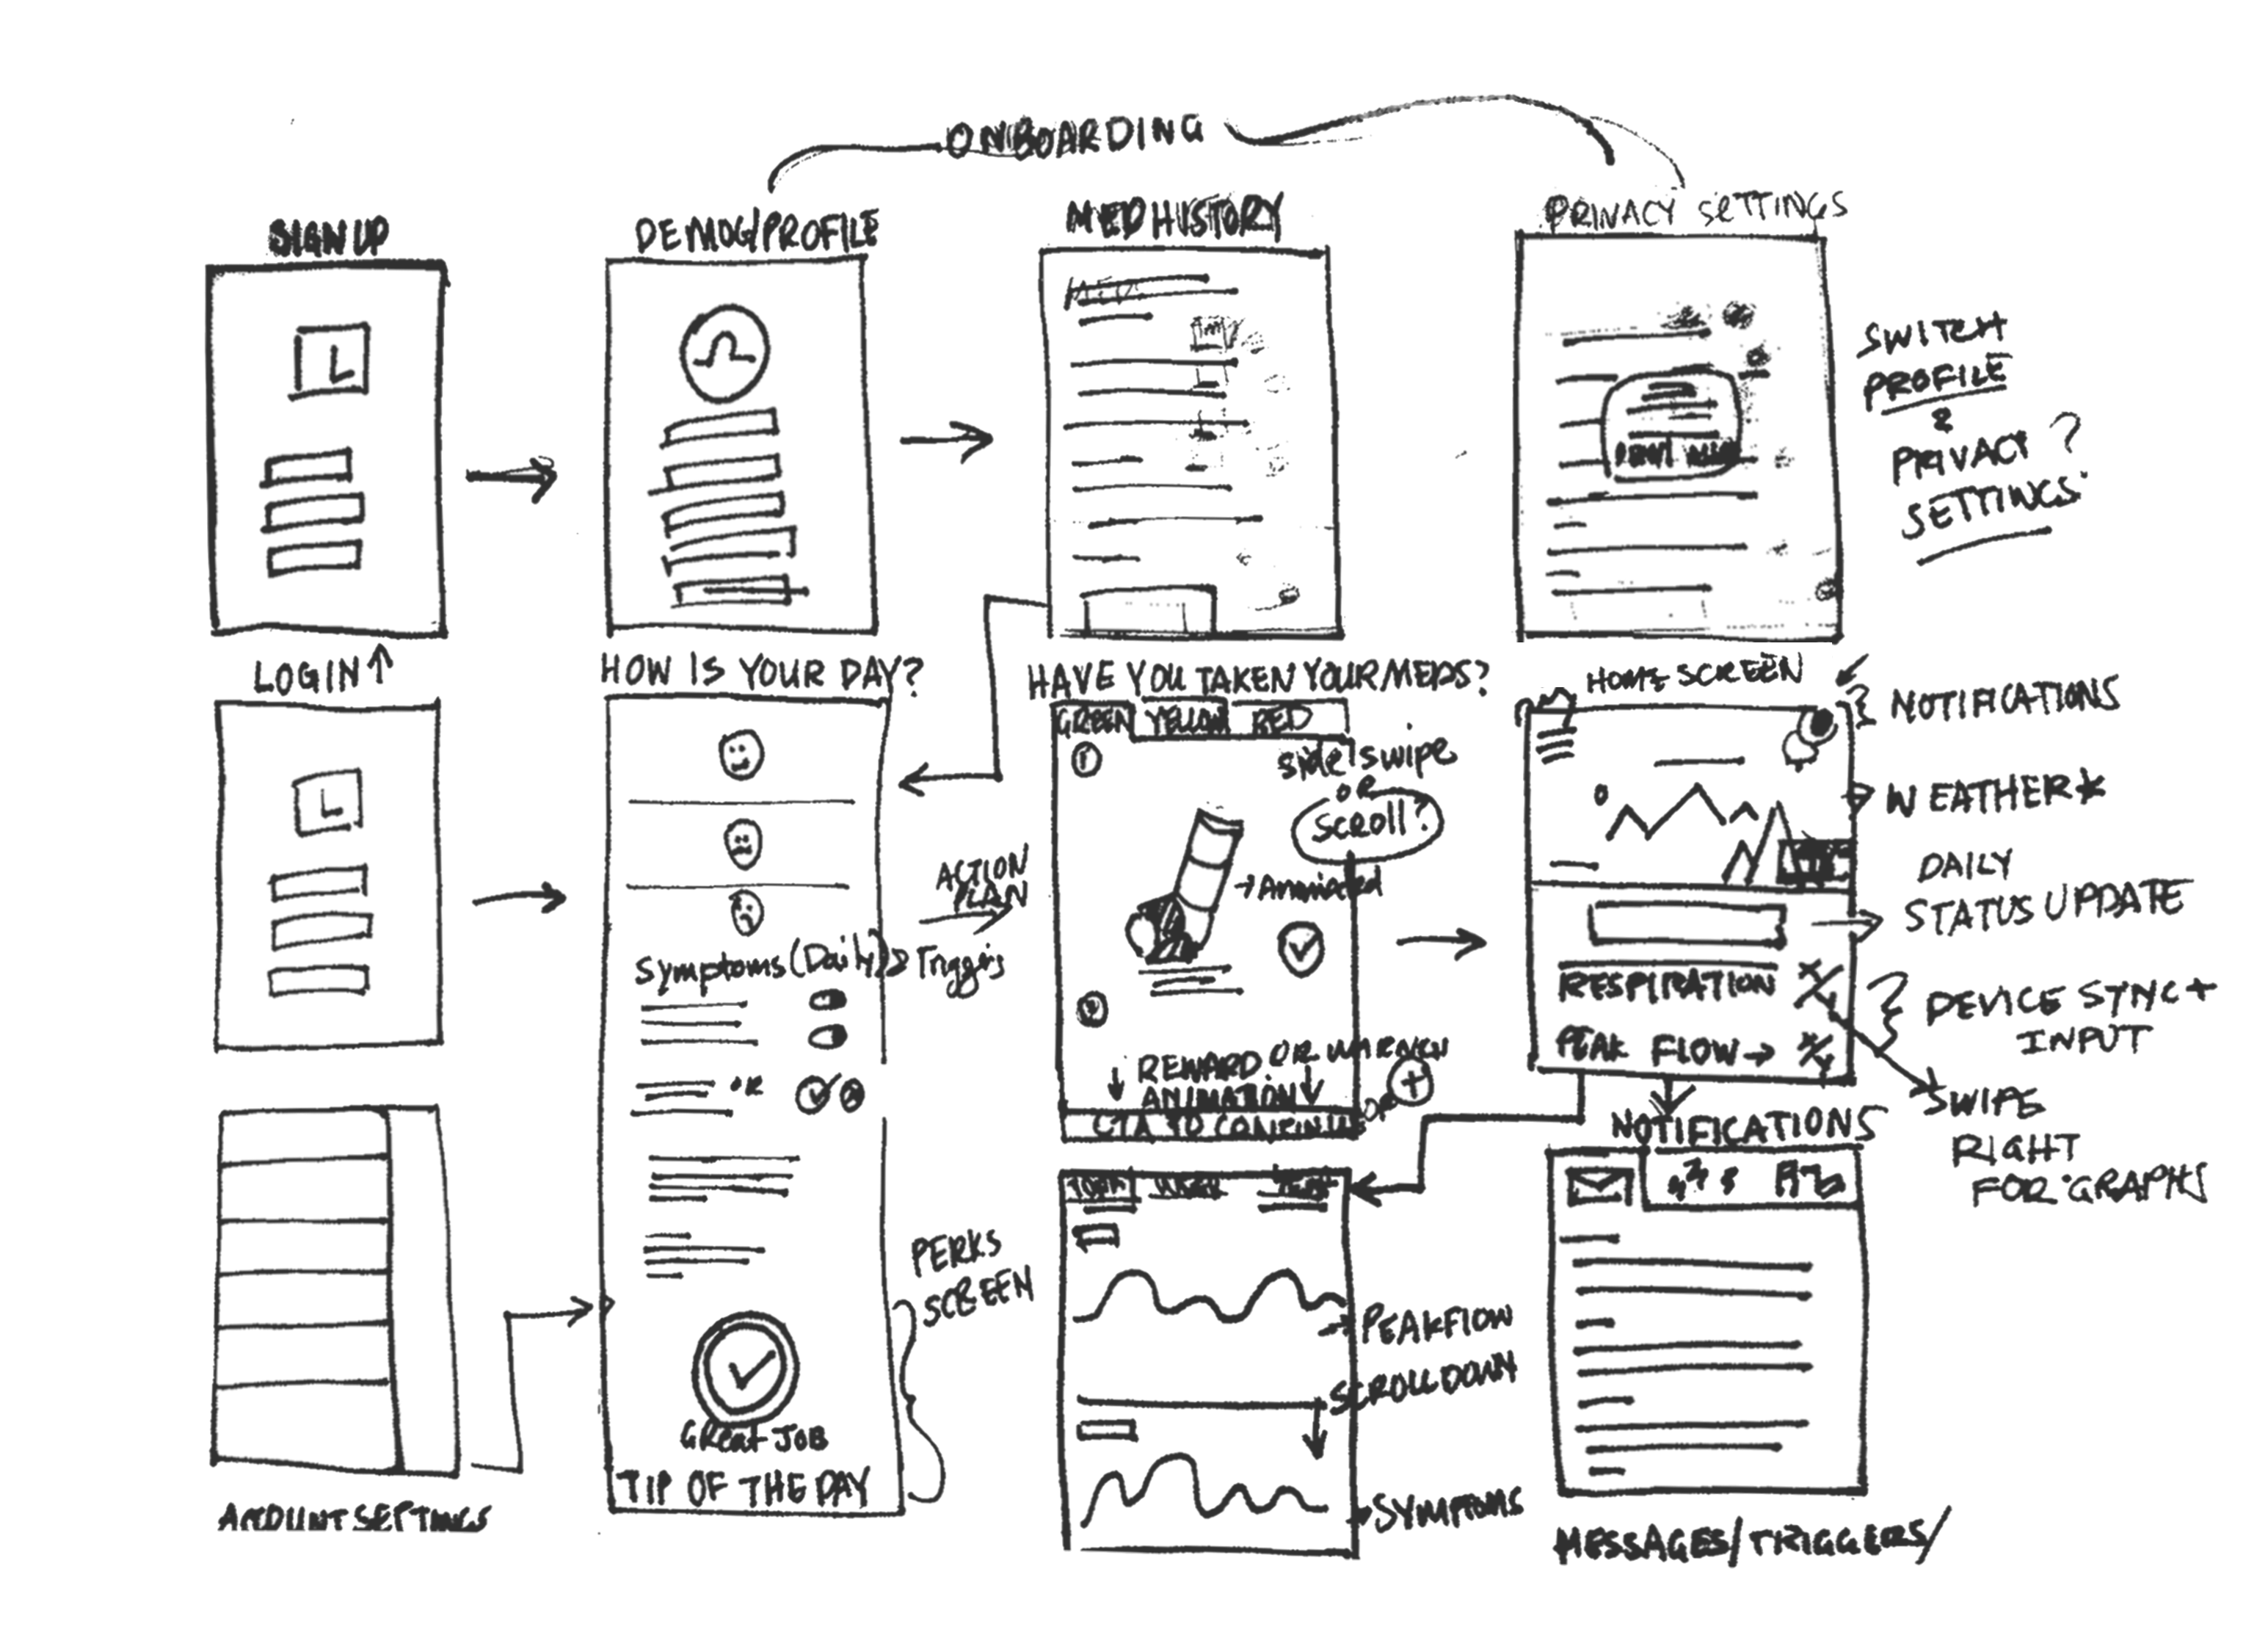 ONBOARDING
SIGN UP
DEMOG/PROFILE
MED HISTORY
PRIVACY SETTINGS
L
SWITCH
PROFILE
&
PRIVACY ?
SETTINGS
LOGIN ↑
HOW IS YOUR DAY?
HAVE YOU TAKEN YOUR MEDS?
HOME SCREEN
L
GREEN YELLOW RED
side swipe
OR
SCROLL?
NOTIFICATIONS
WEATHER *
ACTION
PLAN
→ Animated
DAILY
STATUS UPDATE
Symptoms (Daily) & Triggers
OR
RESPIRATION
PEAK FLOW →
DEVICE SYNC +
INPUT
REWARD OR WARNING
ANIMATION
CTA TO CONTINUE
OR +
SWIPE
RIGHT
FOR GRAPHS
NOTIFICATIONS
PERKS
SCREEN
→ PEAKFLOW
SCROLL DOWN
→ SYMPTOMS
GREAT JOB
TIP OF THE DAY
ACCOUNT SETTINGS
MESSAGES/TRIGGERS/